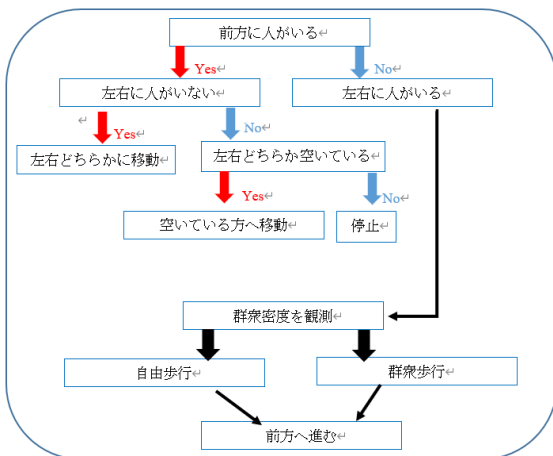 前方に人がいる↵
Yes↵
No↵
左右に人がいない↵
左右に人がいる↵
↵
Yes↵
No↵
左右どちらかに移動↵
左右どちらか空いている↵
Yes↵
No↵
空いている方へ移動↵
停止↵
群衆密度を観測↵
自由歩行↵
群衆歩行↵
前方へ進む↵